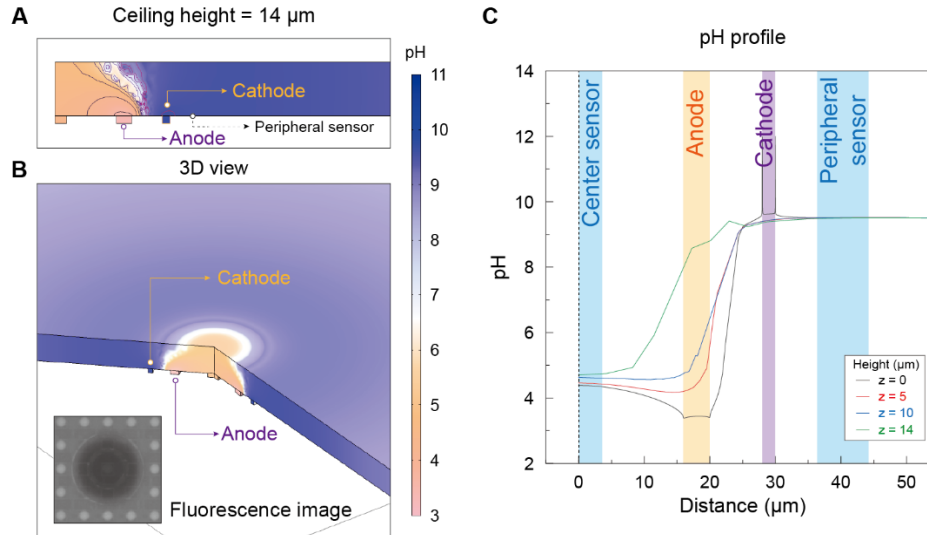 A
Ceiling height = 14 µm
pH
Cathode
Anode
Peripheral sensor
11
10
9
8
7
6
5
4
3
B
3D view
Cathode
Anode
Fluorescence image
C
pH profile
14
12
10
8
6
4
2
pH
Center sensor
Anode
Cathode
Peripheral
sensor
Height (µm)
z = 0
z = 5
z = 10
z = 14
0
10
20
30
40
50
Distance (µm)